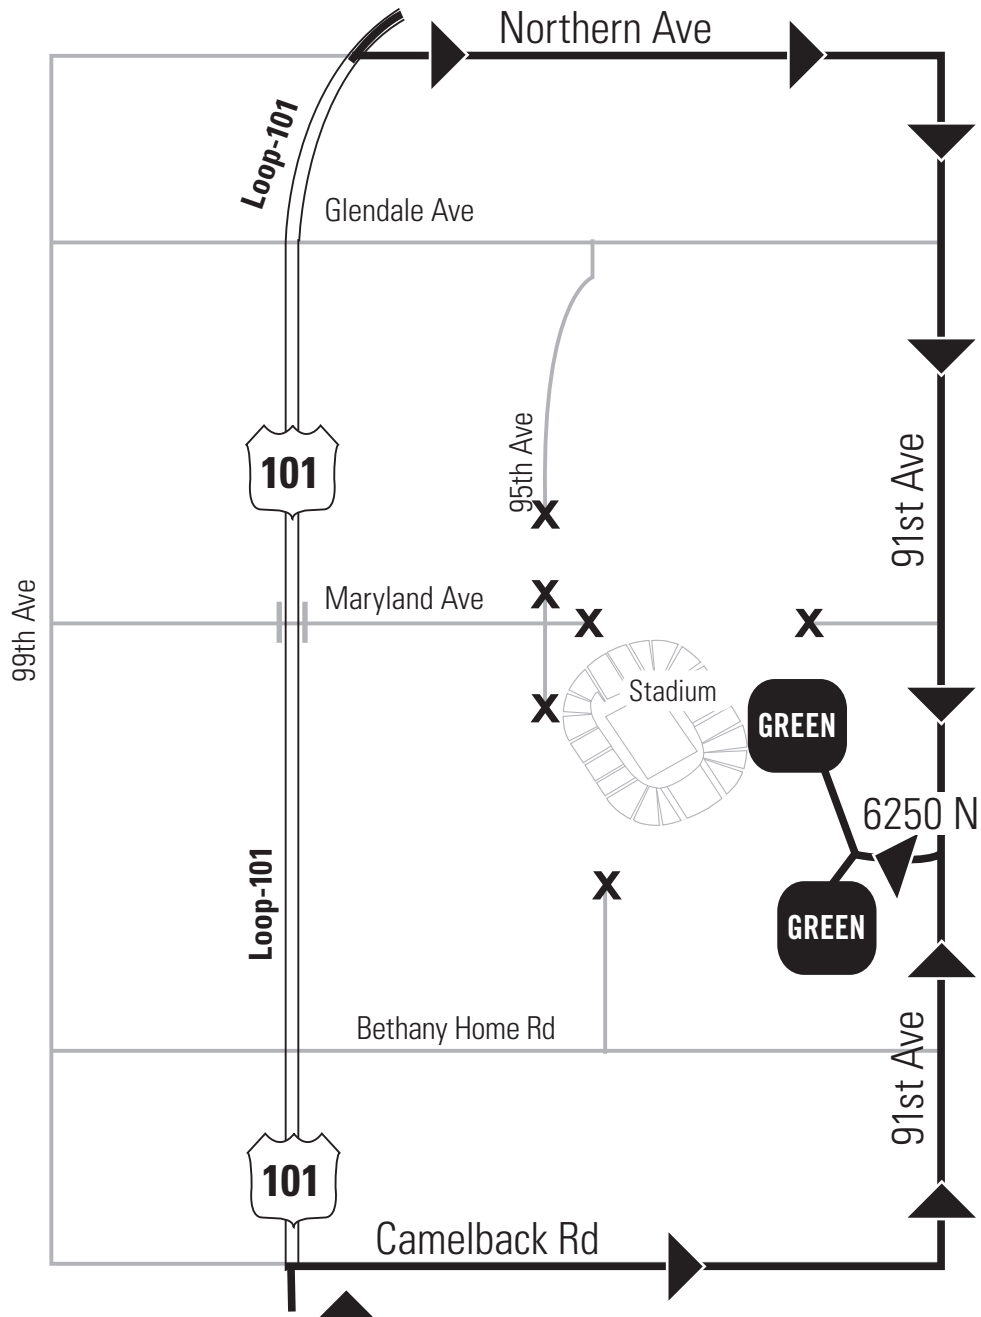 Northern Ave
Loop-101
Glendale Ave
95th Ave
101
91st Ave
99th Ave
Maryland Ave
X
X
X
X
X
Stadium
GREEN
6250 N
Loop-101
X
GREEN
Bethany Home Rd
91st Ave
101
Camelback Rd